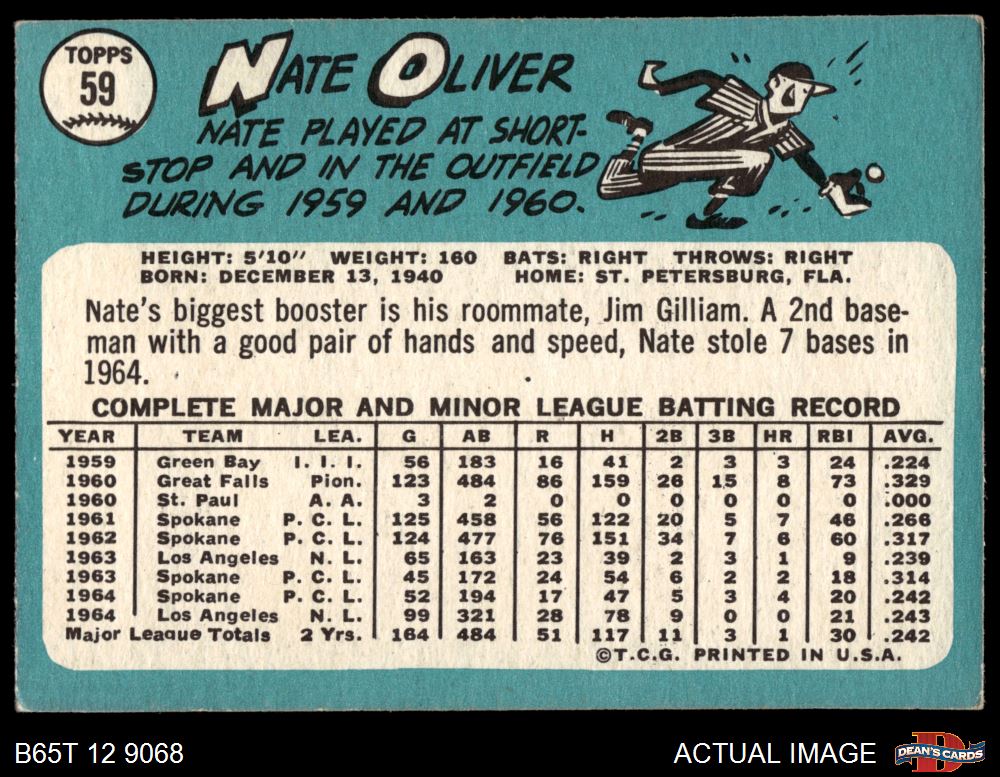 TOPPS
59
NATE OLIVER
NATE PLAYED AT SHORT-
STOP AND IN THE OUTFIELD
DURING 1959 AND 1960.
HEIGHT: 5'10" WEIGHT: 160 BATS: RIGHT THROWS: RIGHT
BORN: DECEMBER 13, 1940 HOME: ST. PETERSBURG, FLA.
Nate's biggest booster is his roommate, Jim Gilliam. A 2nd base-
man with a good pair of hands and speed, Nate stole 7 bases in
1964.
COMPLETE MAJOR AND MINOR LEAGUE BATTING RECORD
YEAR TEAM LEA. G AB R H 2B 3B HR RBI AVG.
1959 Green Bay I. I. I. 56 183 16 41 2 3 3 24 .224
1960 Great Falls Pion. 123 484 86 159 26 15 8 73 .329
1960 St. Paul A. A. 3 2 0 0 0 0 0 0 .000
1961 Spokane P. C. L. 125 458 56 122 20 5 7 46 .266
1962 Spokane P. C. L. 124 477 76 151 34 7 6 60 .317
1963 Los Angeles N. L. 65 163 23 39 2 3 1 9 .239
1963 Spokane P. C. L. 45 172 24 54 6 2 2 18 .314
1964 Spokane P. C. L. 52 194 17 47 5 3 4 20 .242
1964 Los Angeles N. L. 99 321 28 78 9 0 0 21 .243
Major League Totals 2 Yrs. 164 484 51 117 11 3 1 30 .242
©T.C.G. PRINTED IN U.S.A.
B65T 12 9068
ACTUAL IMAGE
DEAN'S CARDS